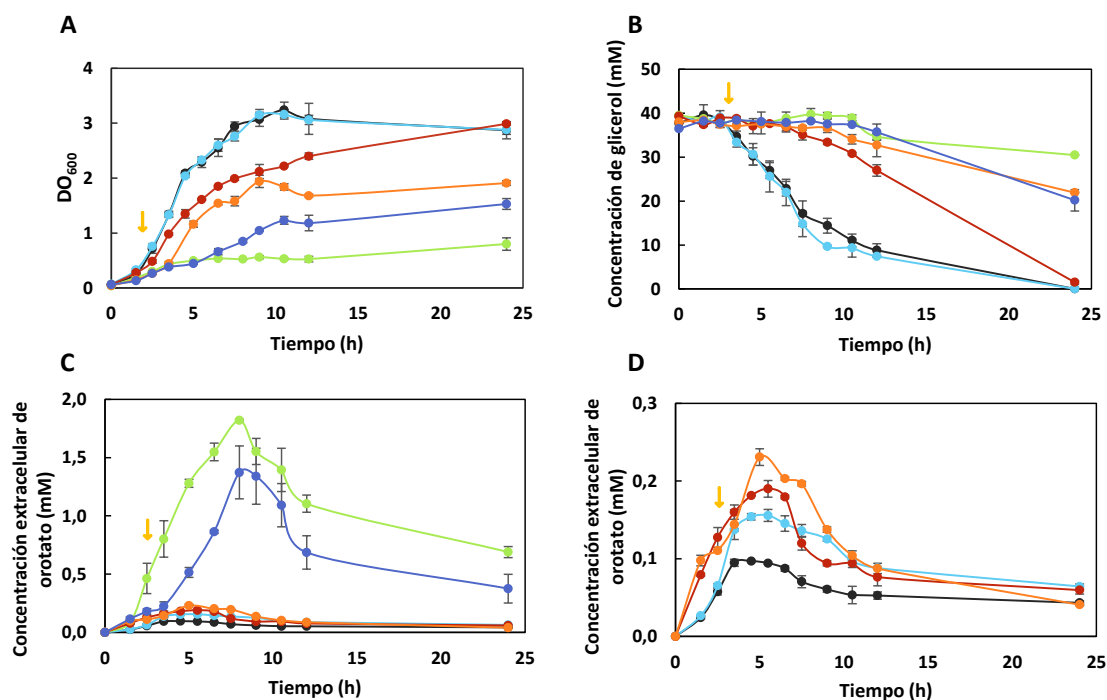 A
DO600
4
3
2
1
0
0 5 10 15 20 25
Tiempo (h)
B
Concentración de glicerol (mM)
50
40
30
20
10
0
0 5 10 15 20 25
Tiempo (h)
C
Concentración extracelular de
orotato (mM)
2,0
1,5
1,0
0,5
0,0
0 5 10 15 20 25
Tiempo (h)
D
Concentración extracelular de
orotato (mM)
0,3
0,2
0,1
0,0
0 5 10 15 20 25
Tiempo (h)